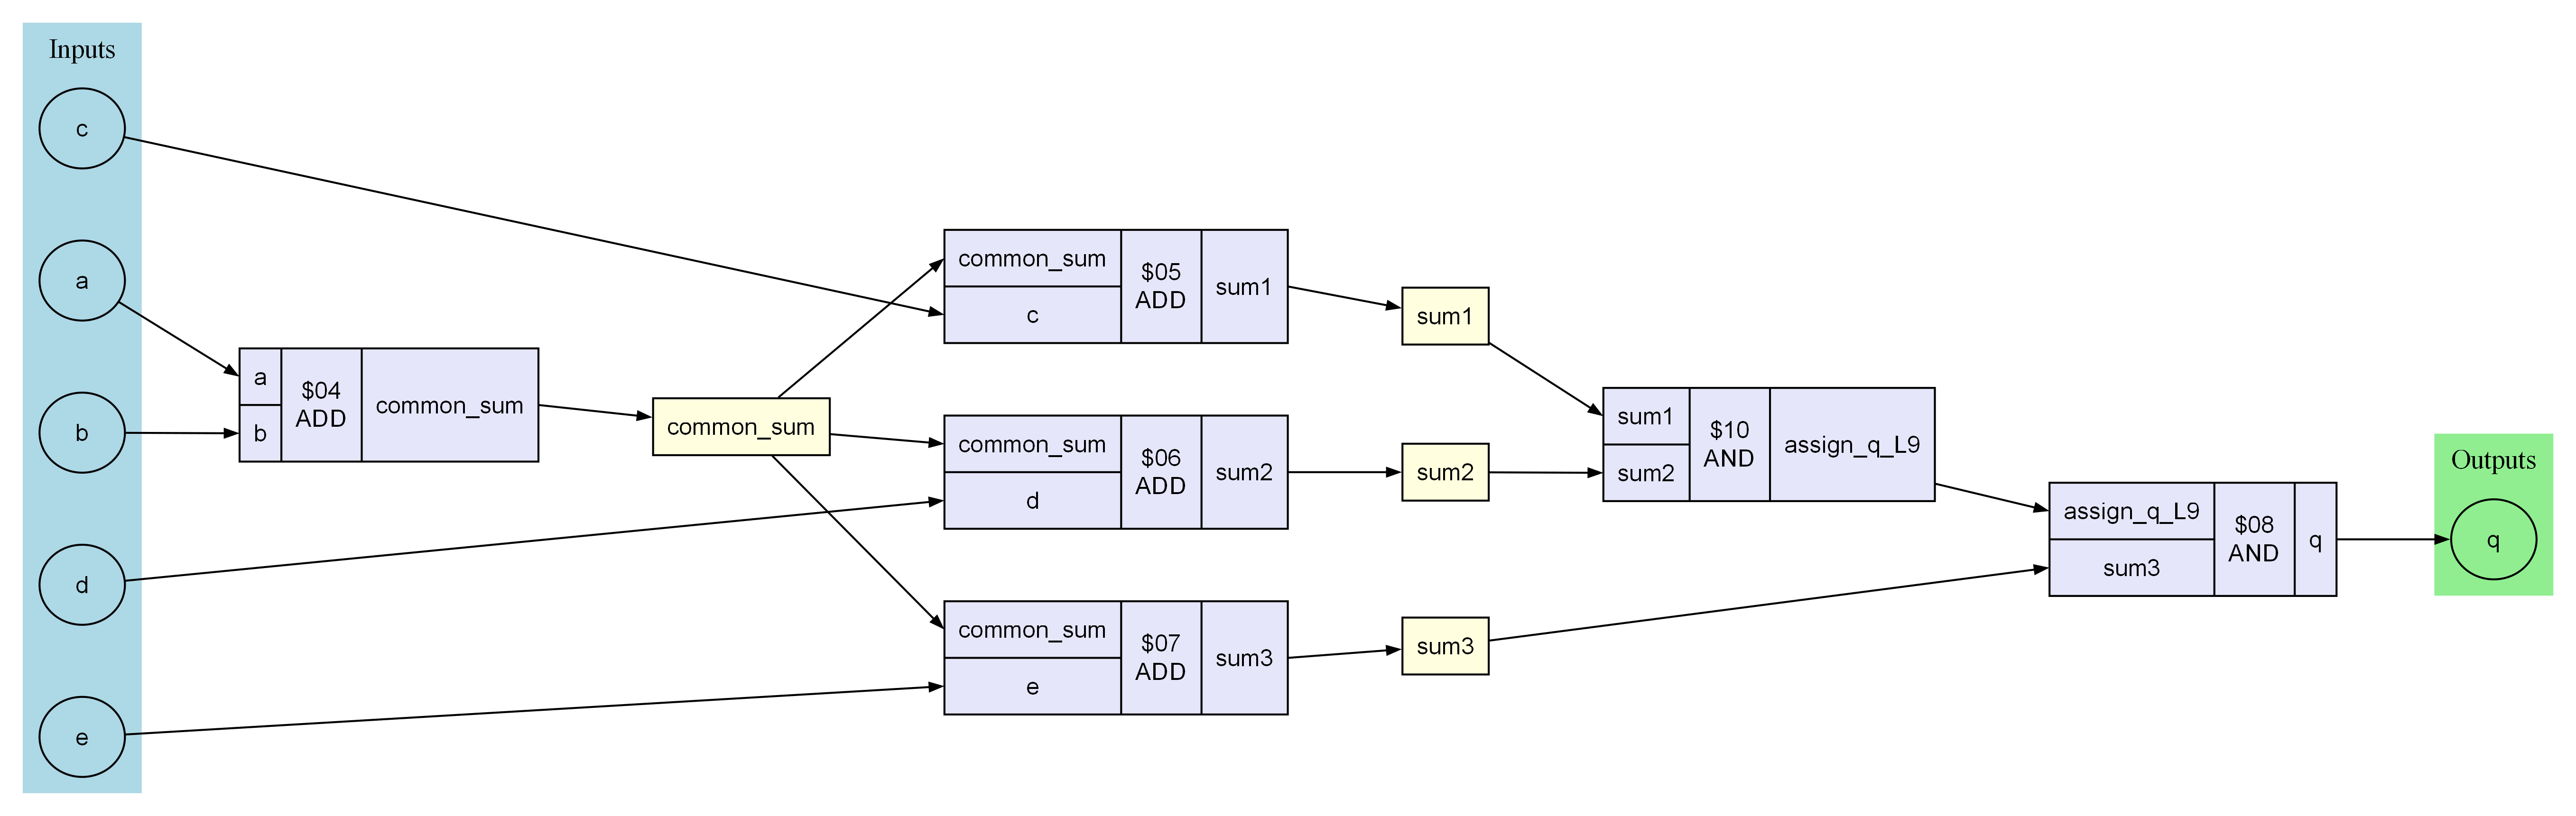 Inputs
c
a
b
d
e
a
b
$04
ADD
common_sum
common_sum
common_sum
c
$05
ADD
sum1
common_sum
d
$06
ADD
sum2
common_sum
e
$07
ADD
sum3
sum1
sum2
sum3
sum1
sum2
$10
AND
assign_q_L9
assign_q_L9
sum3
$08
AND
q
Outputs
q